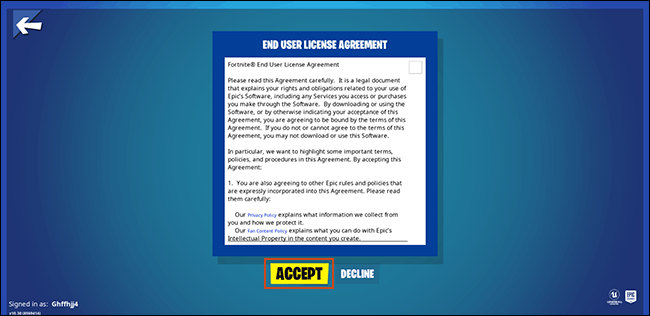 END USER LICENSE AGREEMENT
Fortnite® End User License Agreement
Please read this Agreement carefully. It is a legal document
that explains your rights and obligations related to your use of
Epic's Software, including any Services you access or purchases
you make through the Software. By downloading or using the
Software, or by otherwise indicating your acceptance of this
Agreement, you are agreeing to be bound by the terms of this
Agreement. If you do not or cannot agree to the terms of this
Agreement, you may not download or use this Software.
In particular, we want to highlight some important terms,
policies, and procedures in this Agreement. By accepting this
Agreement:
1. You are also agreeing to other Epic rules and policies that
are expressly incorporated into this Agreement. Please read
them carefully:
Our Privacy Policy explains what information we collect from
you and how we protect it.
Our Fan Content Policy explains what you can do with Epic's
Intellectual Property in the content you create.
ACCEPT
DECLINE
Signed in as: Ghffhjj4
EPIC